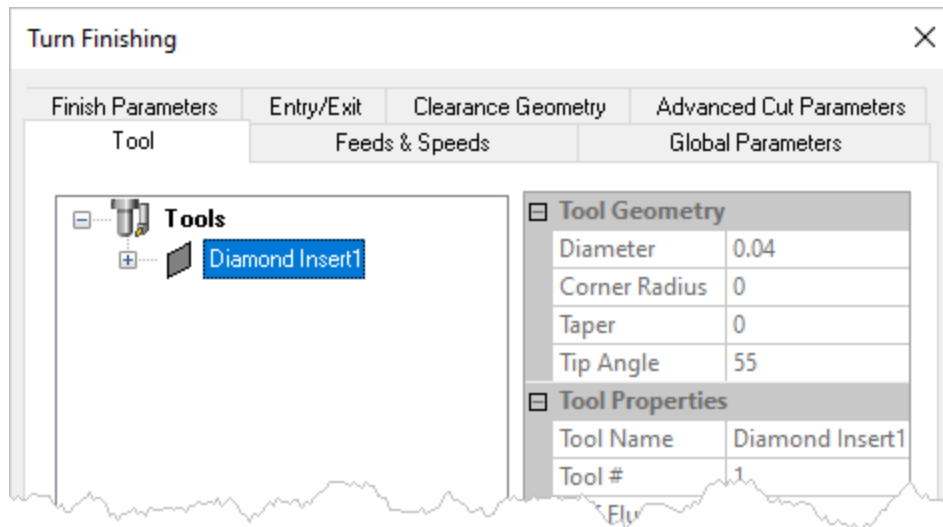 Turn Finishing
Finish Parameters Entry/Exit Clearance Geometry Advanced Cut Parameters
Tool Feeds & Speeds Global Parameters
Tools
Diamond Insert1
Tool Geometry
Diameter 0.04
Corner Radius 0
Taper 0
Tip Angle 55
Tool Properties
Tool Name Diamond Insert1
Tool # 1